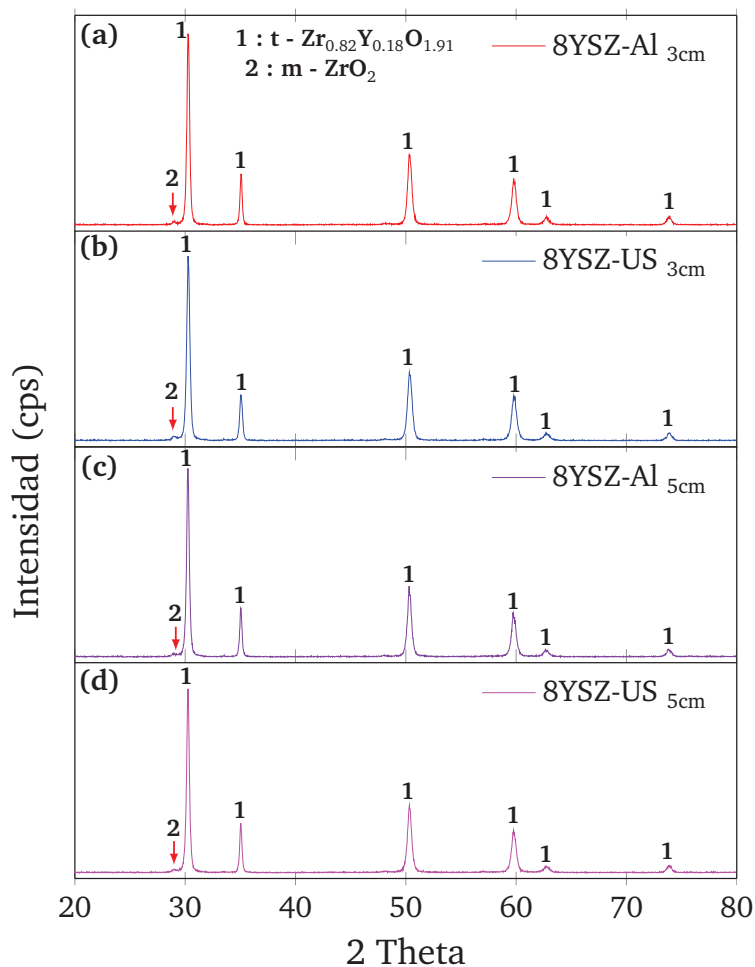 (a)
1 : t - Zr0.82Y0.18O1.91
2 : m - ZrO2
8YSZ-Al 3cm
1
2
1
1
1
1
1
(b)
8YSZ-US 3cm
1
2
1
1
1
1
1
(c)
8YSZ-Al 5cm
1
2
1
1
1
1
1
(d)
8YSZ-US 5cm
1
2
1
1
1
1
1
Intensidad (cps)
20 30 40 50 60 70 80
2 Theta